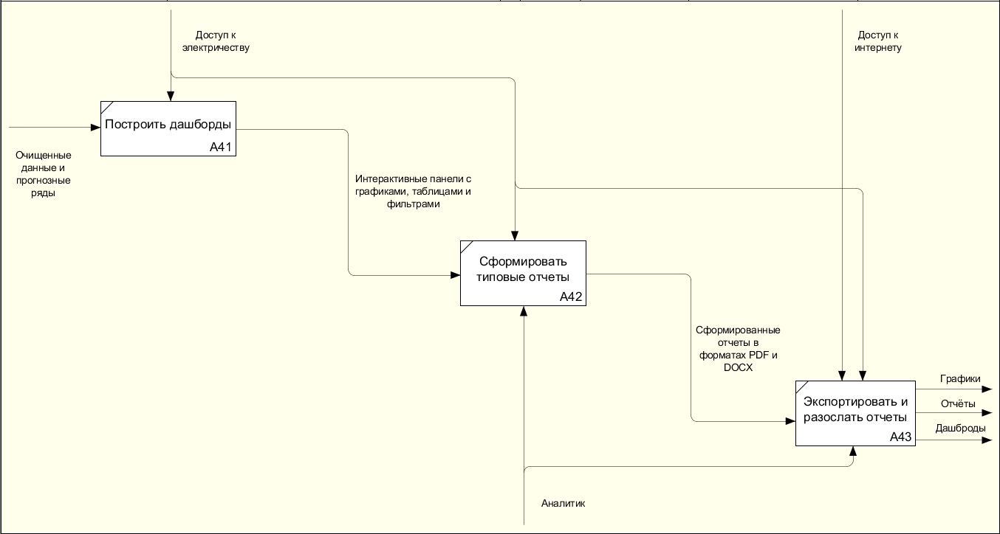 Доступ к
электричеству
Доступ к
интернету
Построить дашборды
A41
Очищенные
данные и
прогнозные
ряды
Интерактивные панели с
графиками, таблицами и
фильтрами
Сформировать
типовые отчеты
A42
Сформированные
отчеты в
форматах PDF и
DOCX
Экспортировать и
разослать отчеты
A43
Графики
Отчёты
Дашброды
Аналитик